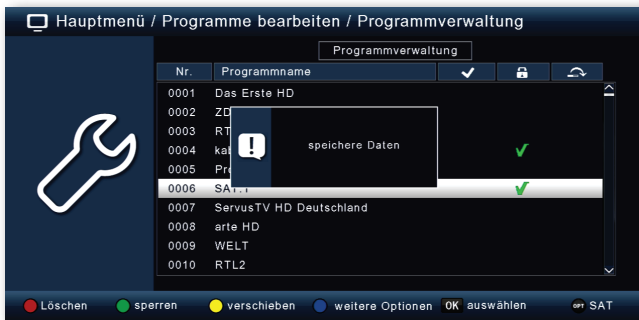 Hauptmenü / Programme bearbeiten / Programmverwaltung
Programmverwaltung
Nr. Programmname
0001 Das Erste HD
0002 ZD
0003 RT
0004 kab
0005 Pr
0006 SAT.1
0007 ServusTV HD Deutschland
0008 arte HD
0009 WELT
0010 RTL2
speichere Daten
Löschen sperren verschieben weitere Optionen OK auswählen OPT SAT